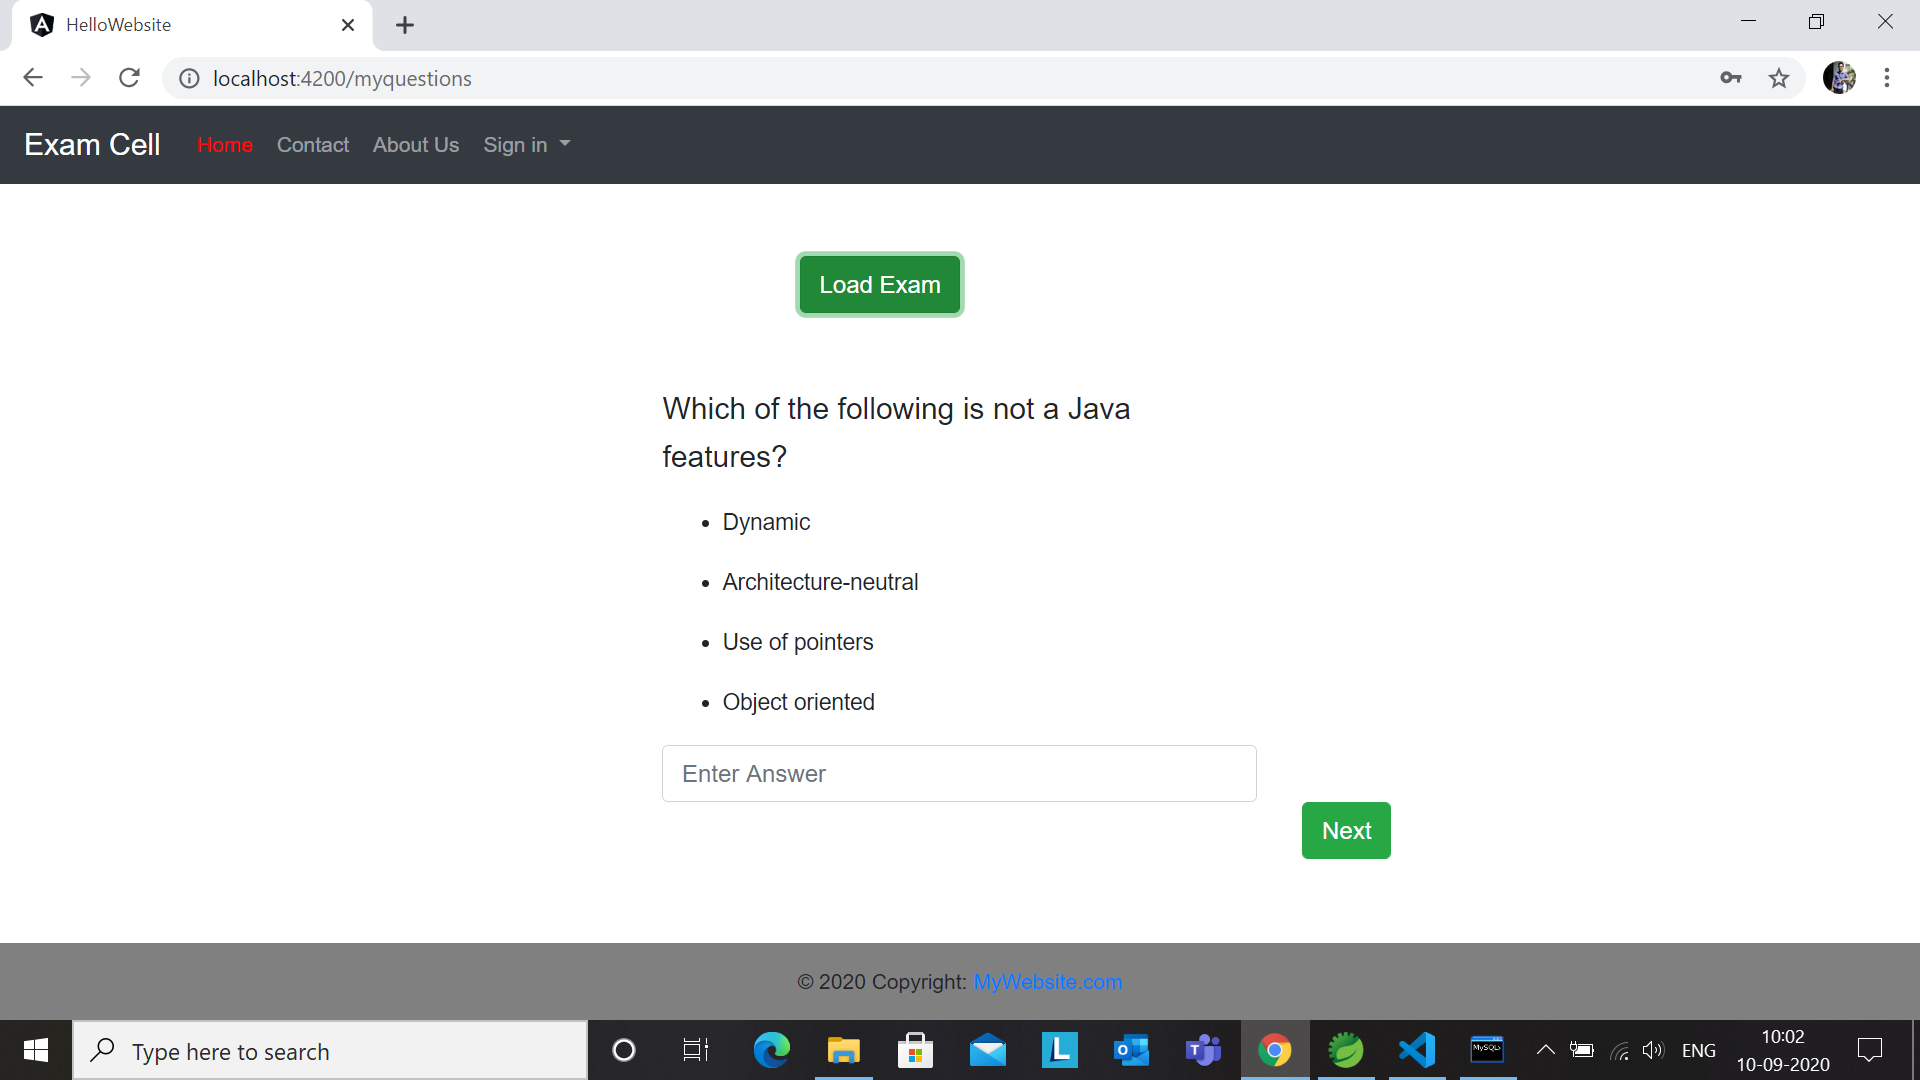 HelloWebsite
localhost:4200/myquestions
Exam Cell Home Contact About Us Sign in
Load Exam
Which of the following is not a Java
features?
Dynamic
Architecture-neutral
Use of pointers
Object oriented
Enter Answer
Next
© 2020 Copyright: MyWebsite.com
Type here to search
MySQL
ENG
10:02
10-09-2020